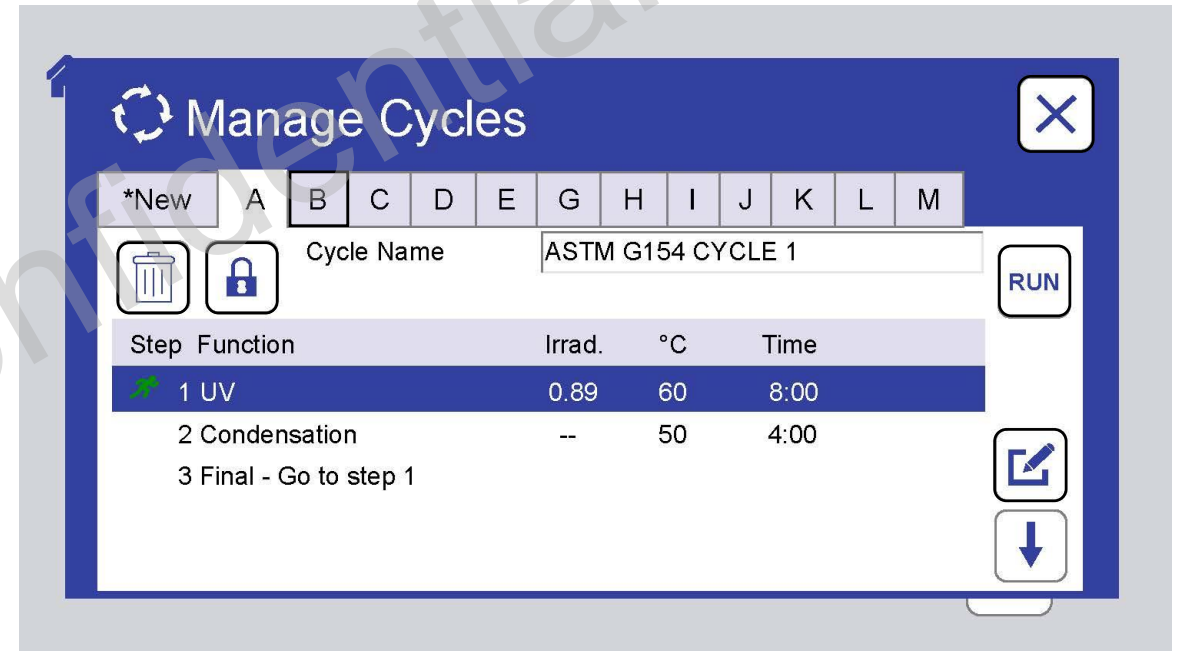 Manage Cycles
*New A B C D E G H I J K L M
Cycle Name ASTM G154 CYCLE 1
RUN
Step Function Irrad. °C Time
1 UV 0.89 60 8:00
2 Condensation -- 50 4:00
3 Final - Go to step 1